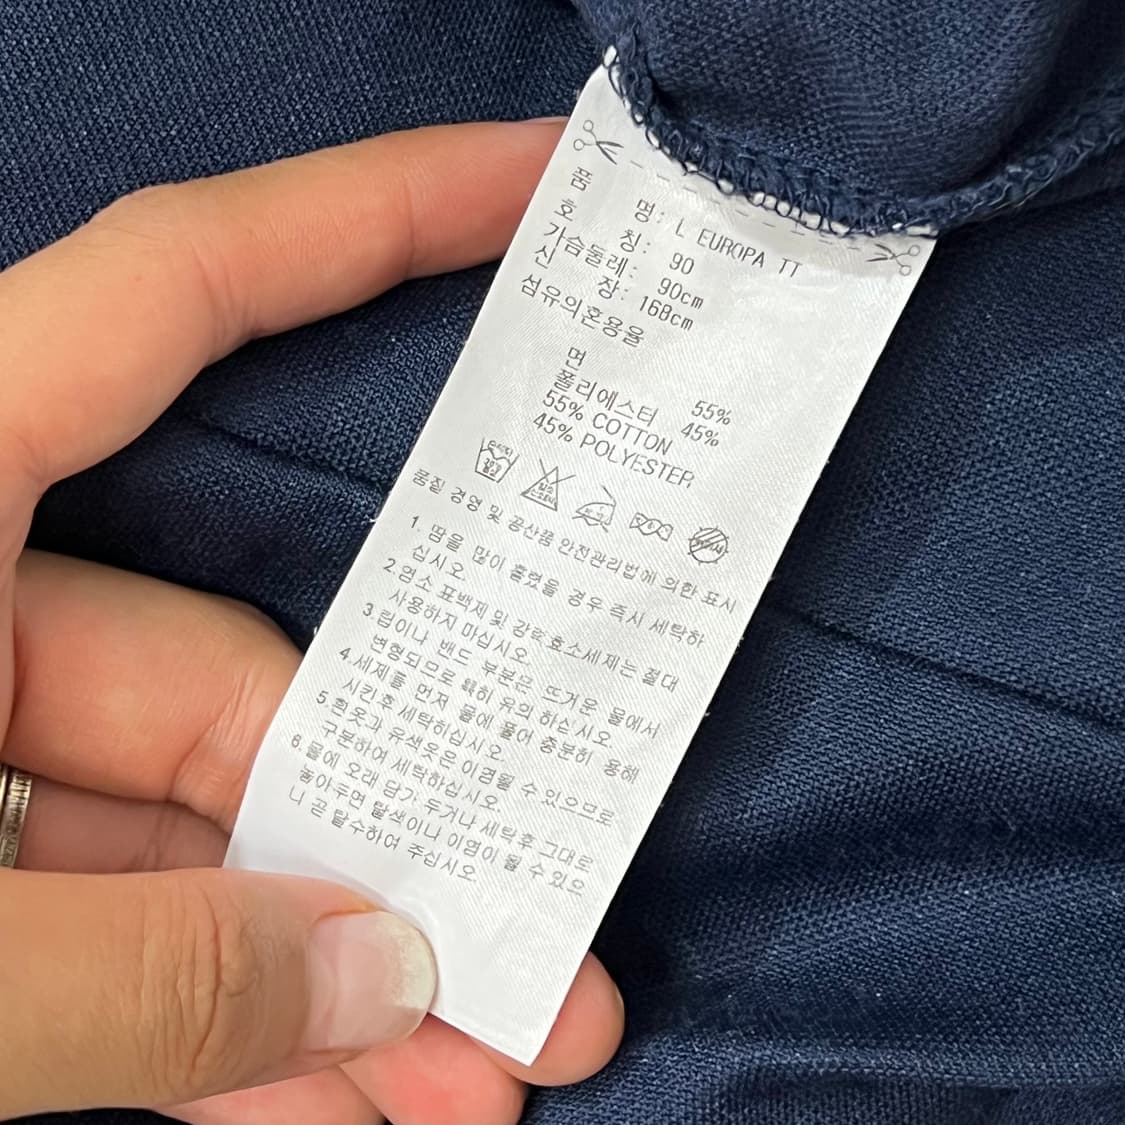 품 명: L EUROPA TT
호 칭: 90
가슴둘레: 90cm
신 장: 168cm
섬유의혼용율
면 55%
폴리에스터 45%
55% COTTON
45% POLYESTER,
품질 경영 및 공산품 안전관리법에 의한 표시
1. 땀을 많이 흘렸을 경우 즉시 세탁하
십시오.
2.염소 표백제 및 강력효소세제는 절대
사용하지 마십시오.
3.립이나 밴드 부분은 뜨거운 물에서
변형되므로 특히 유의 하십시오.
4.세제를 먼저 물에 풀어 충분히 용해
시킨후 세탁하십시오.
5.흰옷과 유색옷은 이염될 수 있으므로
구분하여 세탁하십시오.
6.물에 오래 담가 두거나 세탁후 그대로
놓아두면 탈색이나 이염이 될 수 있으
니 곧 탈수하여 주십시오.